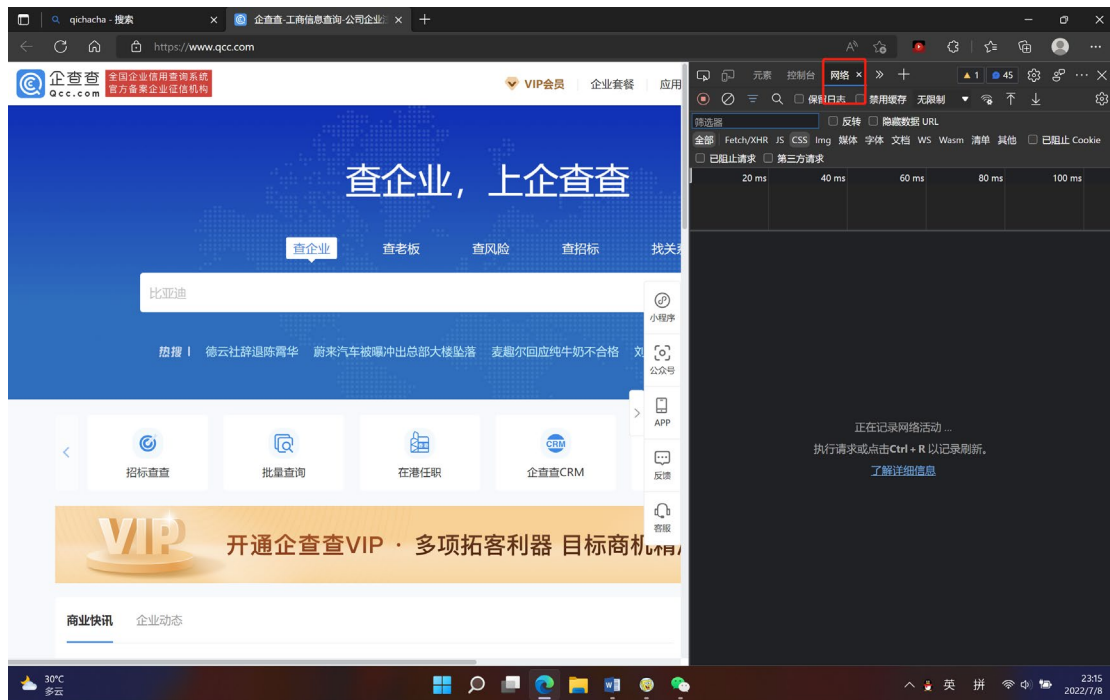 qichacha - 搜索
企查查-工商信息查询-公司企业
https://www.qcc.com
企查查
Qcc.com
全国企业信用查询系统
官方备案企业征信机构
VIP会员 企业套餐 应用
查企业，上企查查
查企业 查老板 查风险 查招标 找关系
比亚迪
热搜 德云社辞退陈霄华 蔚来汽车被曝冲出总部大楼坠落 麦趣尔回应纯牛奶不合格
小程序
公众号
APP
反馈
客服
招标查查 批量查询 在港任职 企查查CRM
CRM
VIP 开通企查查VIP · 多项拓客利器 目标商机精
商业快讯 企业动态
元素 控制台 网络 1 45
保留日志 禁用缓存 无限制
筛选器 反转 隐藏数据 URL
全部 Fetch/XHR JS CSS Img 媒体 字体 文档 WS Wasm 清单 其他 已阻止 Cookie
已阻止请求 第三方请求
20 ms 40 ms 60 ms 80 ms 100 ms
正在记录网络活动 ...
执行请求或点击Ctrl + R 以记录刷新。
了解详细信息
30°C
多云
英 拼
23:15
2022/7/8